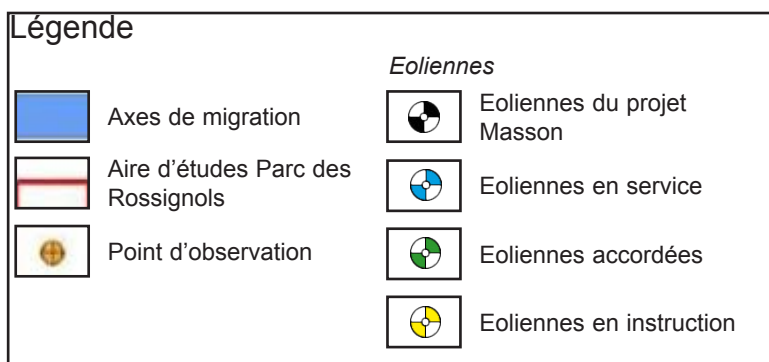 Légende
Axes de migration
Aire d'études Parc des
Rossignols
Point d'observation
Eoliennes
Eoliennes du projet
Masson
Eoliennes en service
Eoliennes accordées
Eoliennes en instruction